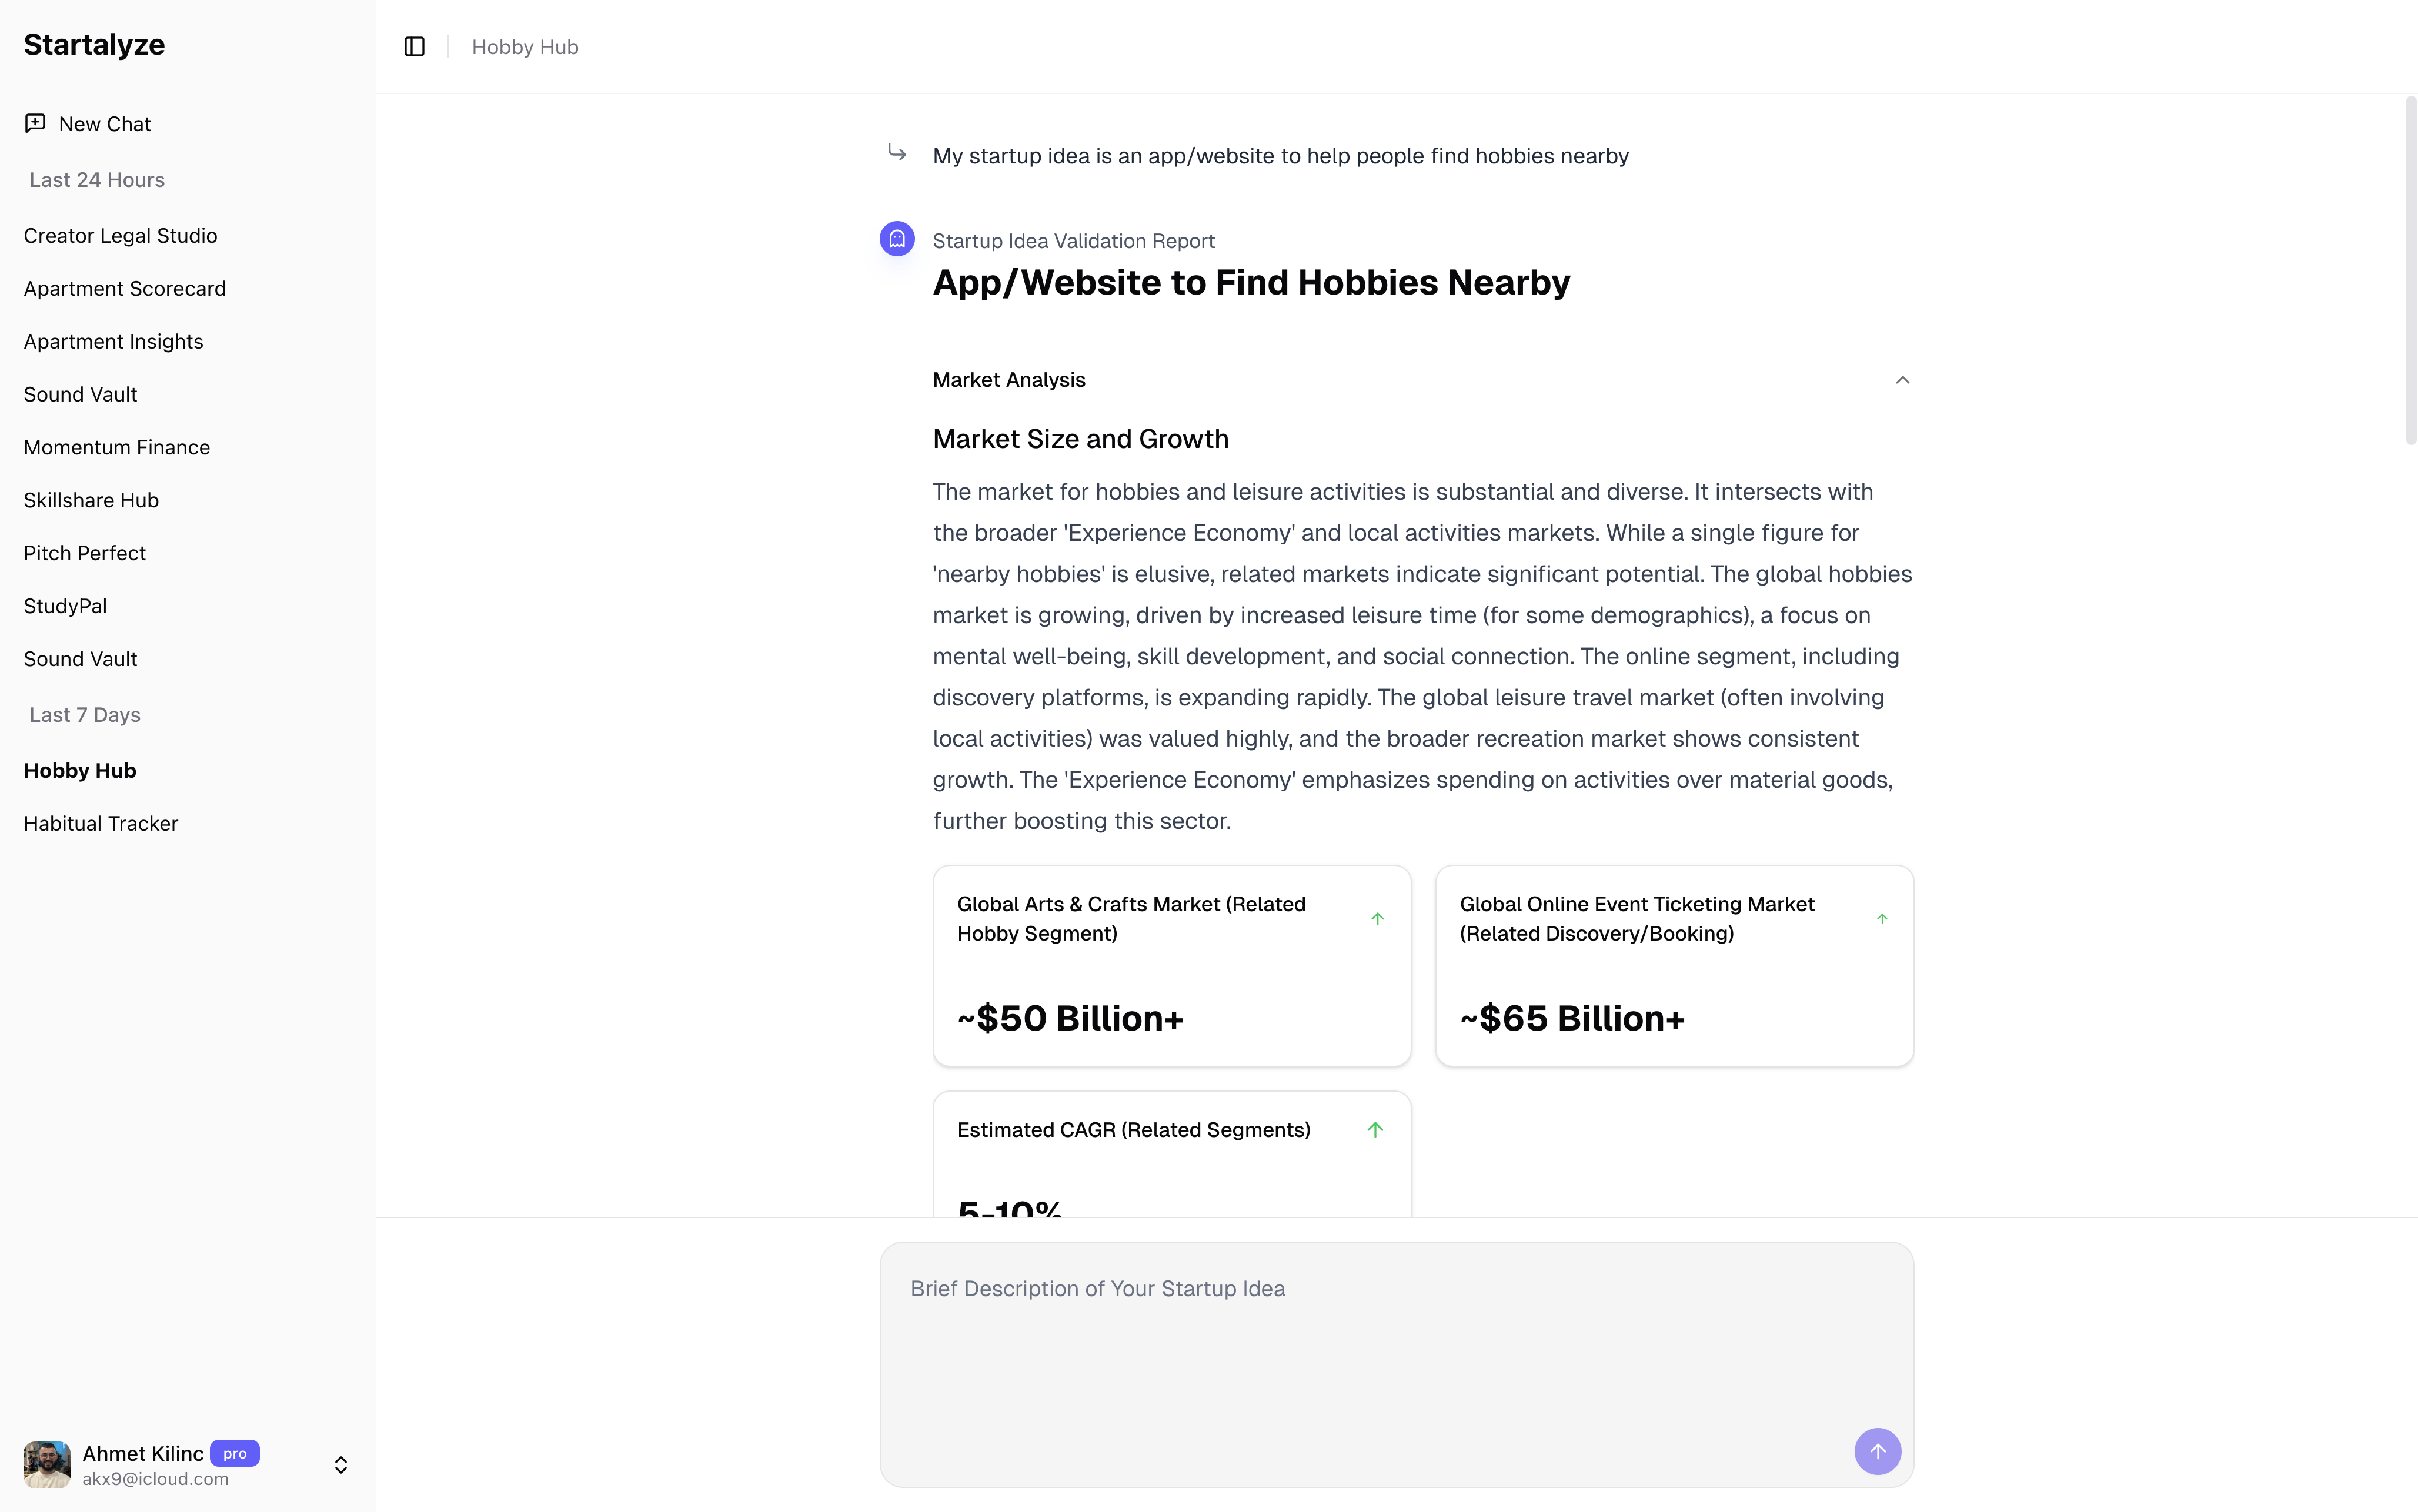 Startalyze
New Chat
Last 24 Hours
Creator Legal Studio
Apartment Scorecard
Apartment Insights
Sound Vault
Momentum Finance
Skillshare Hub
Pitch Perfect
StudyPal
Sound Vault
Last 7 Days
Hobby Hub
Habitual Tracker
Ahmet Kilinc pro
akx9@icloud.com
Hobby Hub
My startup idea is an app/website to help people find hobbies nearby
Startup Idea Validation Report
App/Website to Find Hobbies Nearby
Market Analysis
Market Size and Growth
The market for hobbies and leisure activities is substantial and diverse. It intersects with
the broader 'Experience Economy' and local activities markets. While a single figure for
'nearby hobbies' is elusive, related markets indicate significant potential. The global hobbies
market is growing, driven by increased leisure time (for some demographics), a focus on
mental well-being, skill development, and social connection. The online segment, including
discovery platforms, is expanding rapidly. The global leisure travel market (often involving
local activities) was valued highly, and the broader recreation market shows consistent
growth. The 'Experience Economy' emphasizes spending on activities over material goods,
further boosting this sector.
Global Arts & Crafts Market (Related
Hobby Segment)
~$50 Billion+
Global Online Event Ticketing Market
(Related Discovery/Booking)
~$65 Billion+
Estimated CAGR (Related Segments)
5-10%
Brief Description of Your Startup Idea